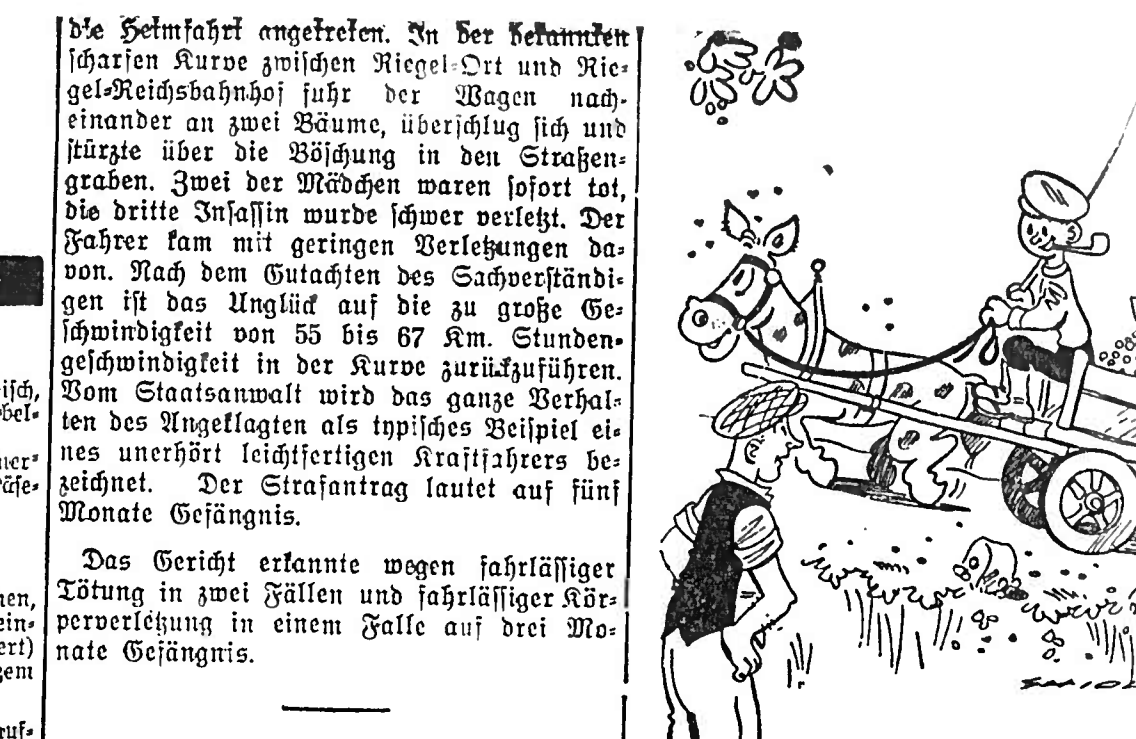 die Heimfahrt angetreten. In der bekannten
scharfen Kurve zwischen Riegel-Ort und Rie-
gel-Reichsbahnhof fuhr der Wagen nach-
einander an zwei Bäume, überschlug sich und
stürzte über die Böschung in den Straßen-
graben. Zwei der Mädchen waren sofort tot,
die dritte Insassin wurde schwer verletzt. Der
Fahrer kam mit geringen Verletzungen da-
von. Nach dem Gutachten des Sachverständi-
gen ist das Unglück auf die zu große Ge-
schwindigkeit von 55 bis 67 Km. Stunden-
geschwindigkeit in der Kurve zurückzuführen.
Vom Staatsanwalt wird das ganze Verhal-
ten des Angeklagten als typisches Beispiel ei-
nes unerhört leichtfertigen Kraftfahrers be-
zeichnet. Der Strafantrag lautet auf fünf
Monate Gefängnis.
Das Gericht erkannte wegen fahrlässiger
Tötung in zwei Fällen und fahrlässiger Kör-
perverletzung in einem Falle auf drei Mo-
nate Gefängnis.